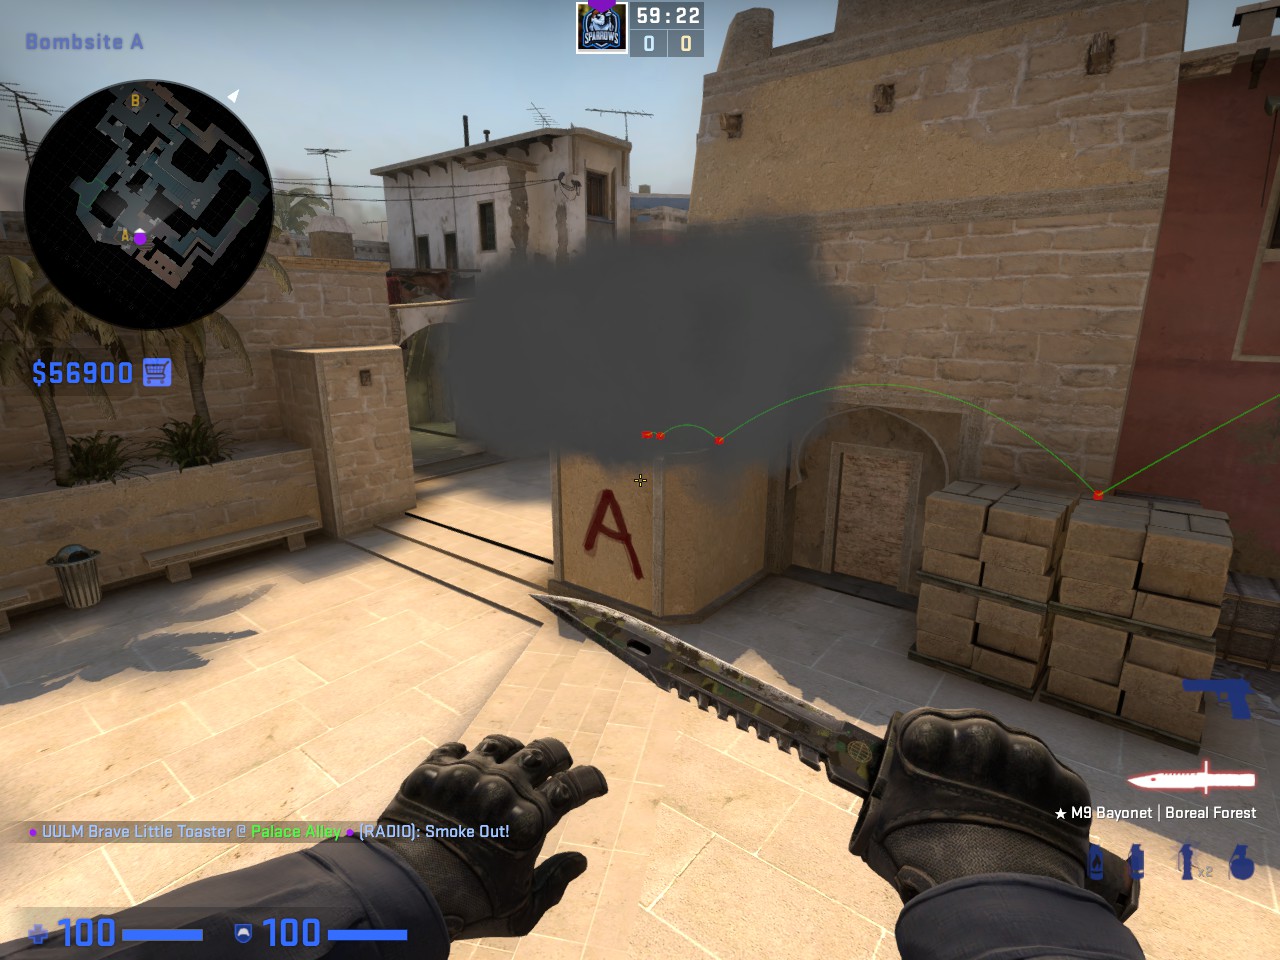 Bombsite A
SPARROWS
59:22
0 0
B
A
$56900
A
★ M9 Bayonet | Boreal Forest
UULM Brave Little Toaster @ Palace Alley (RADIO): Smoke Out!
x2
100 100